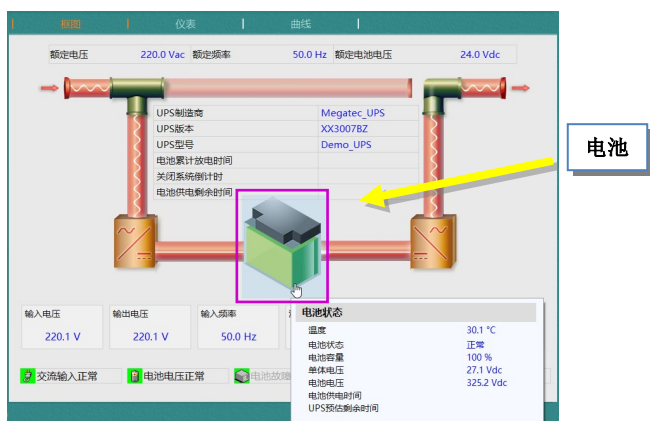 框图 仪表 曲线
额定电压 220.0 Vac 额定频率 50.0 Hz 额定电池电压 24.0 Vdc
UPS制造商 Megatec_UPS
UPS版本 XX3007BZ
UPS型号 Demo_UPS
电池累计放电时间
关闭系统倒计时
电池供电剩余时间
电池
输入电压 输出电压 输入频率
220.1 V 220.1 V 50.0 Hz
交流输入正常 电池电压正常 电池故障
电池状态
温度 30.1 °C
电池状态 正常
电池容量 100 %
单体电压 27.1 Vdc
电池电压 325.2 Vdc
电池供电时间
UPS预估剩余时间